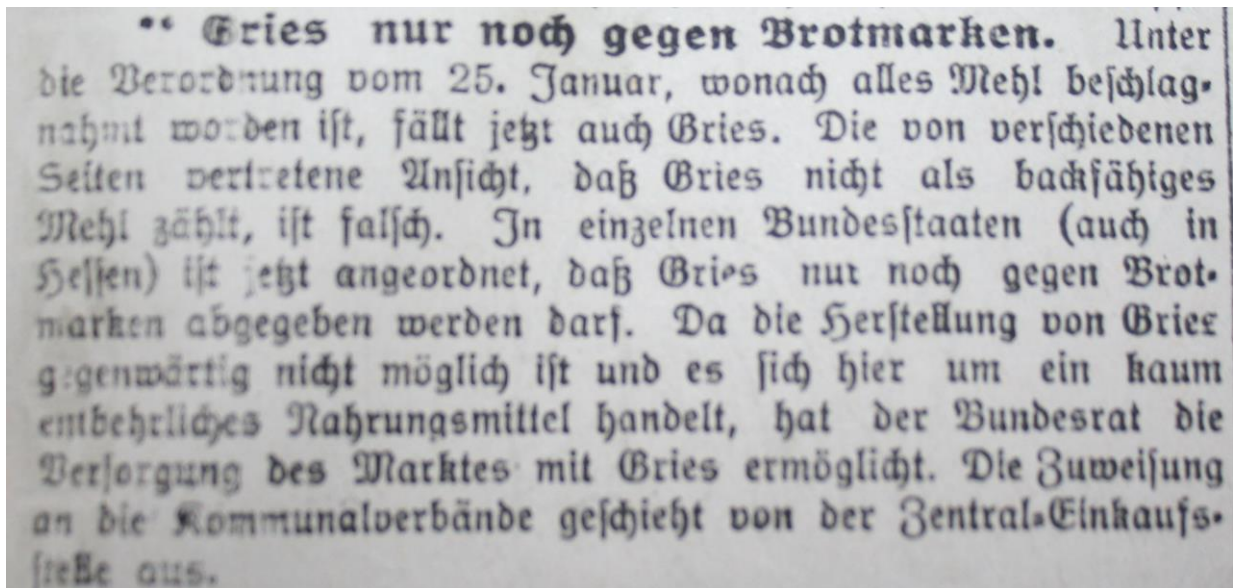 ** Gries nur noch gegen Brotmarken. Unter
die Verordnung vom 25. Januar, wonach alles Mehl beschlag-
nahmt worden ist, fällt jetzt auch Gries. Die von verschiedenen
Seiten vertretene Ansicht, daß Gries nicht als backfähiges
Mehl zählt, ist falsch. In einzelnen Bundesstaaten (auch in
Hessen) ist jetzt angeordnet, daß Gries nur noch gegen Brot-
marken abgegeben werden darf. Da die Herstellung von Gries
gegenwärtig nicht möglich ist und es sich hier um ein kaum
entbehrliches Nahrungsmittel handelt, hat der Bundesrat die
Versorgung des Marktes mit Gries ermöglicht. Die Zuweisung
an die Kommunalverbände geschieht von der Zentral-Einkaufs-
stelle aus.